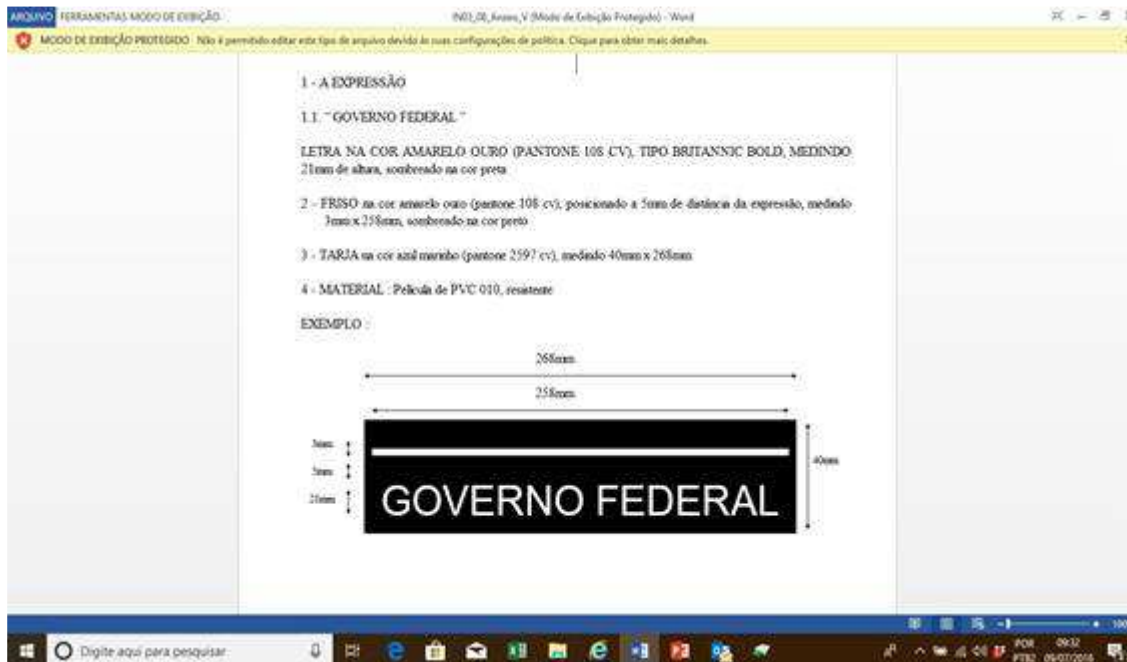 ARQUIVO FERRAMENTAS MODO DE EXIBIÇÃO
IN03_08_Anexo_V (Modo de Exibição Protegido) - Word
MODO DE EXIBIÇÃO PROTEGIDO Não é permitido editar este tipo de arquivo devido às suas configurações de política. Clique para obter mais detalhes.
1 - A EXPRESSÃO
1.1. " GOVERNO FEDERAL "
LETRA NA COR AMARELO OURO (PANTONE 108 CV), TIPO BRITANNIC BOLD, MEDINDO
21mm de altura, sombreado na cor preta
2 - FRISO na cor amarelo ouro (pantone 108 cv), posicionado a 5mm de distância da expressão, medindo
3mm x 258mm, sombreado na cor preto
3 - TARJA na cor azul marinho (pantone 2597 cv), medindo 40mm x 268mm
4 - MATERIAL : Película de PVC 010, resistente
EXEMPLO :
268mm
258mm
3mm
5mm
21mm
40mm
GOVERNO FEDERAL
100
Digite aqui para pesquisar
POR 09:32
PTB2 09/07/2018